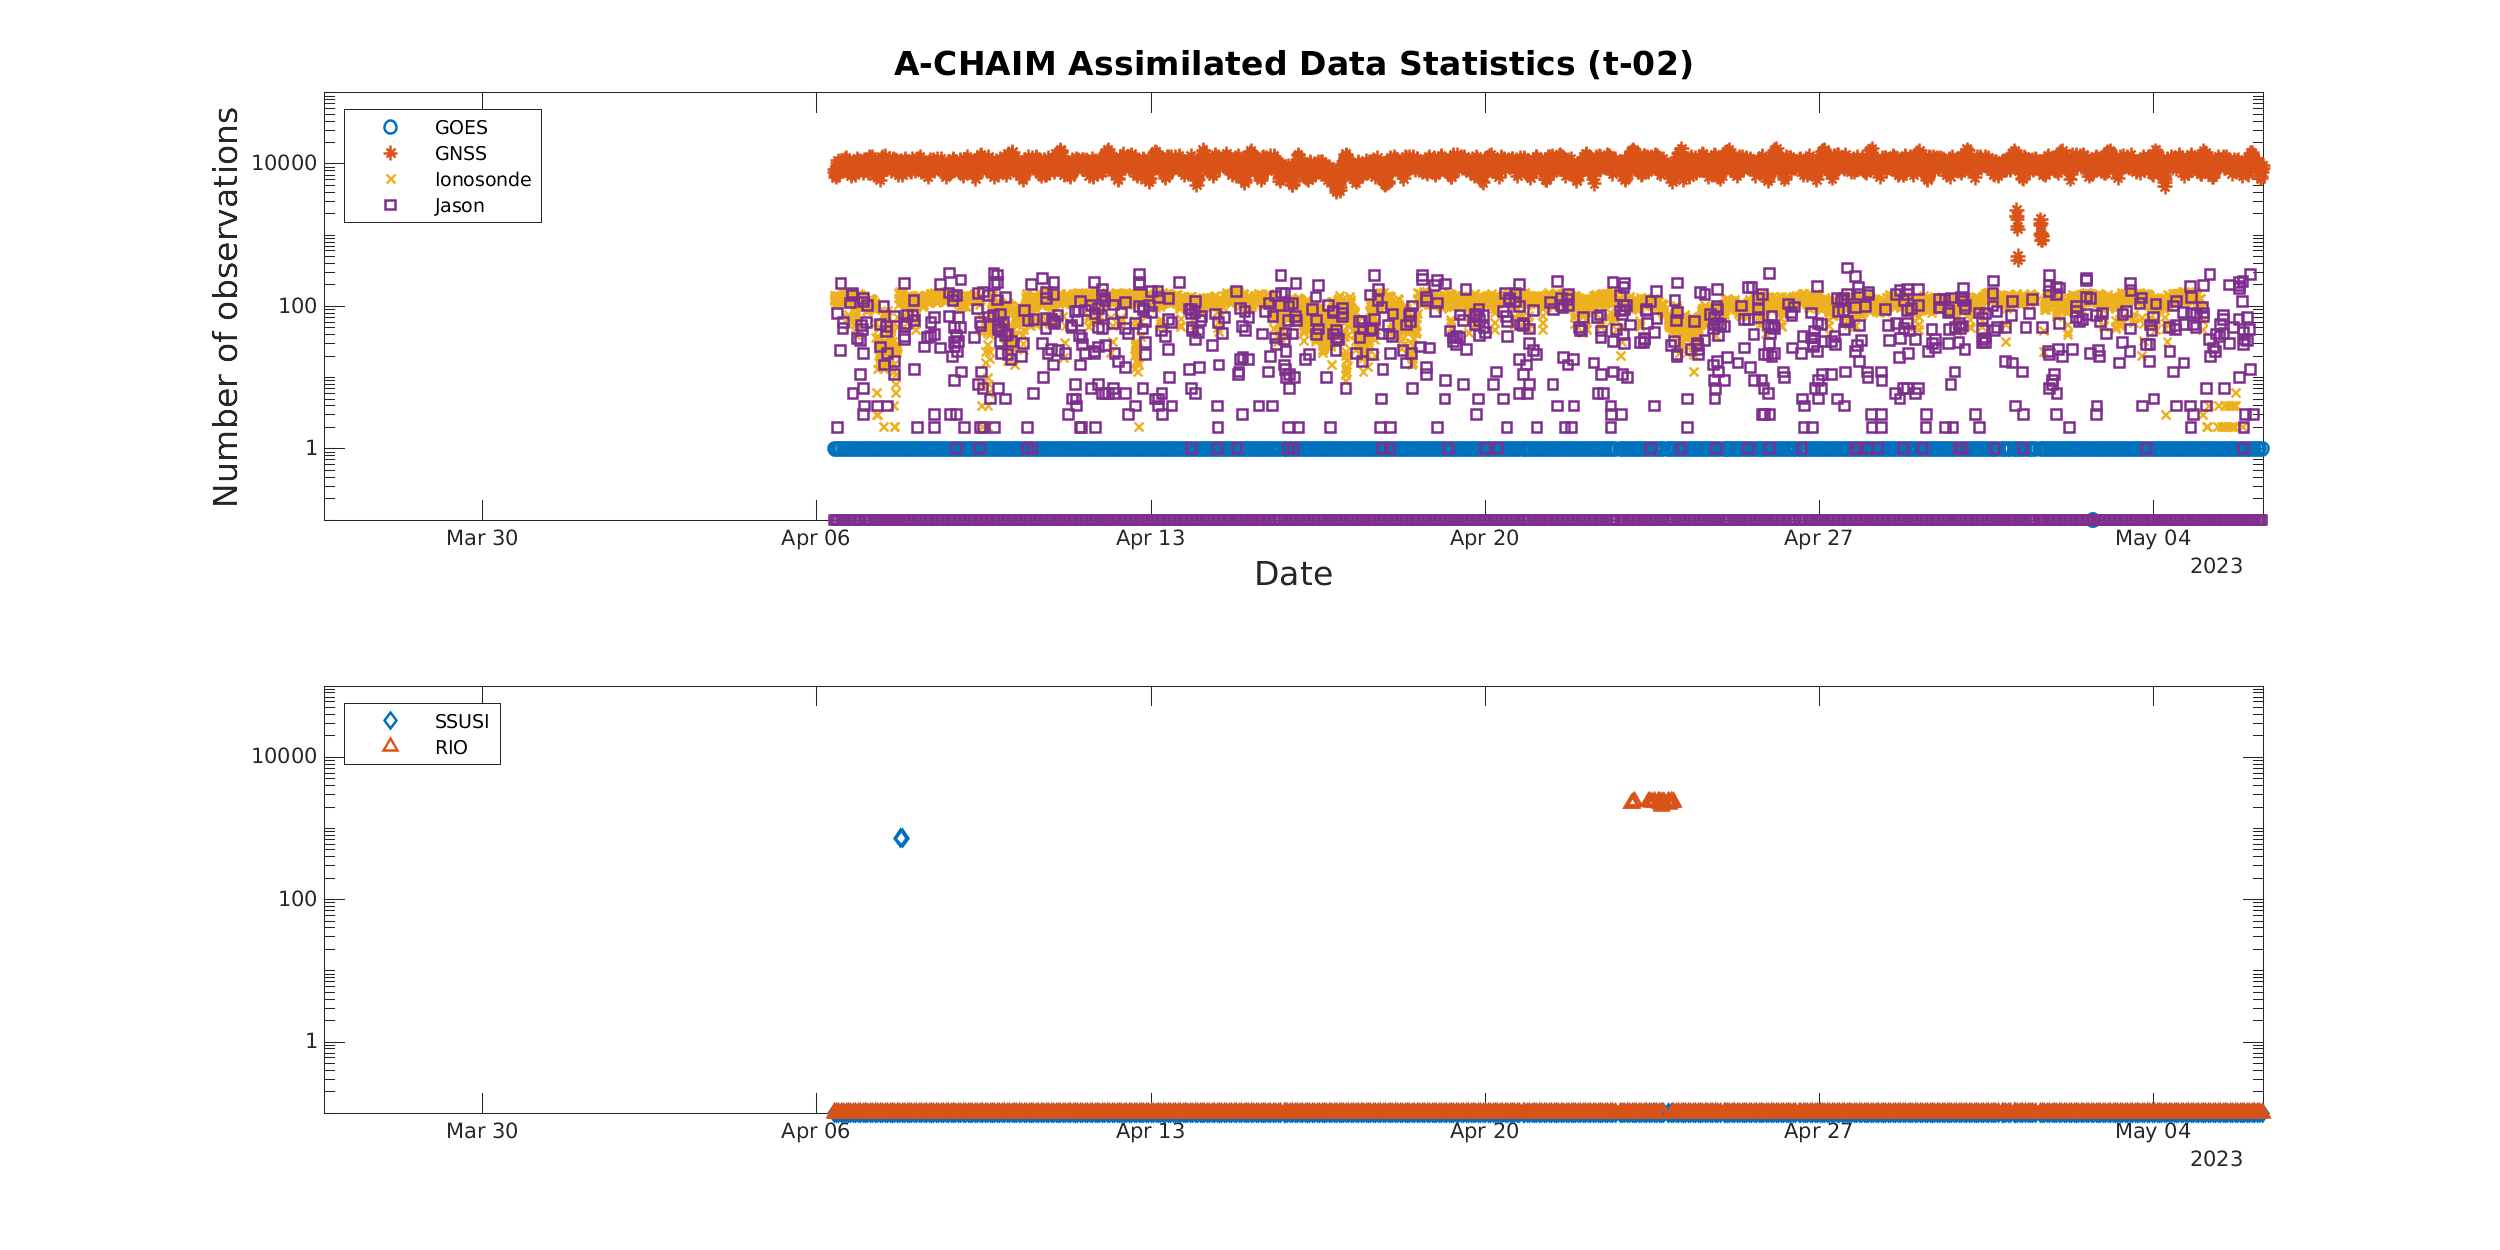 A-CHAIM Assimilated Data Statistics (t-02)
Number of observations
10000
100
1
GOES
GNSS
Ionosonde
Jason
Mar 30 Apr 06 Apr 13 Apr 20 Apr 27 May 04
2023
Date
10000
100
1
SSUSI
RIO
Mar 30 Apr 06 Apr 13 Apr 20 Apr 27 May 04
2023